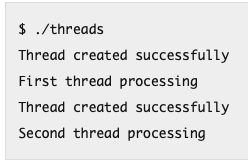 $ ./threads
Thread created successfully
First thread processing
Thread created successfully
Second thread processing